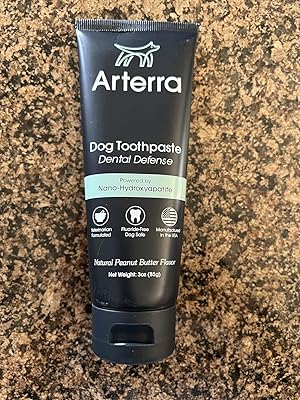 Arterra
Dog Toothpaste
Dental Defense
Powered by
Nano-Hydroxyapatite
Veterinarian
Formulated
Fluoride-Free
Dog Safe
Manufactured
in the USA
Natural Peanut Butter Flavor
Net Weight: 3oz (85g)